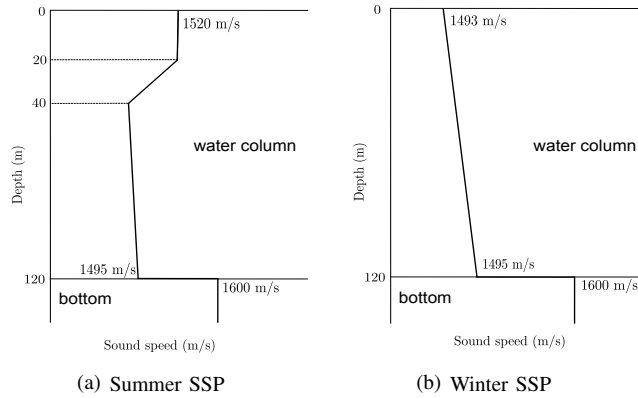 0
1520 m/s
20
40
Depth (m)
water column
1495 m/s
120
1600 m/s
bottom
Sound speed (m/s)
(a) Summer SSP
0
1493 m/s
Depth (m)
water column
1495 m/s
120
1600 m/s
bottom
Sound speed (m/s)
(b) Winter SSP